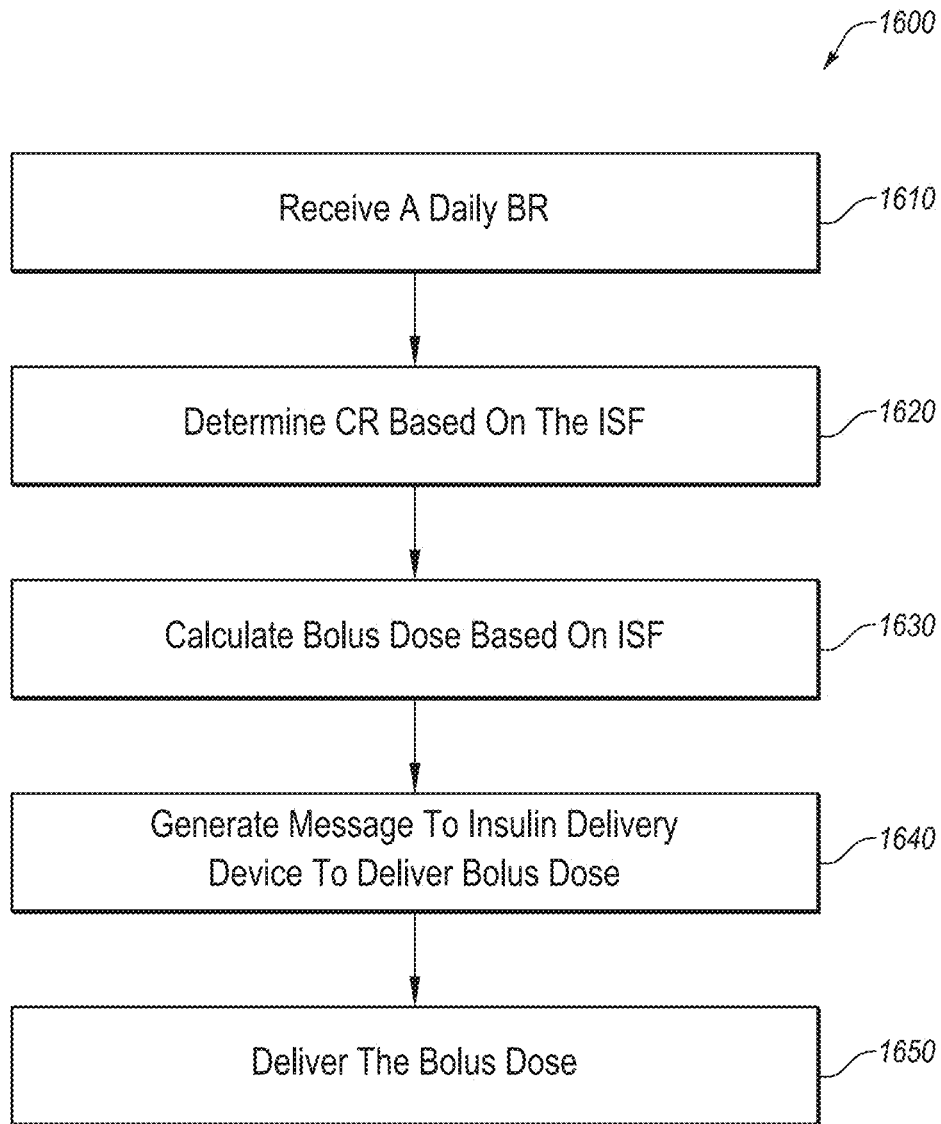 1600
Receive A Daily BR
1610
Determine CR Based On The ISF
1620
Calculate Bolus Dose Based On ISF
1630
Generate Message To Insulin Delivery
Device To Deliver Bolus Dose
1640
Deliver The Bolus Dose
1650